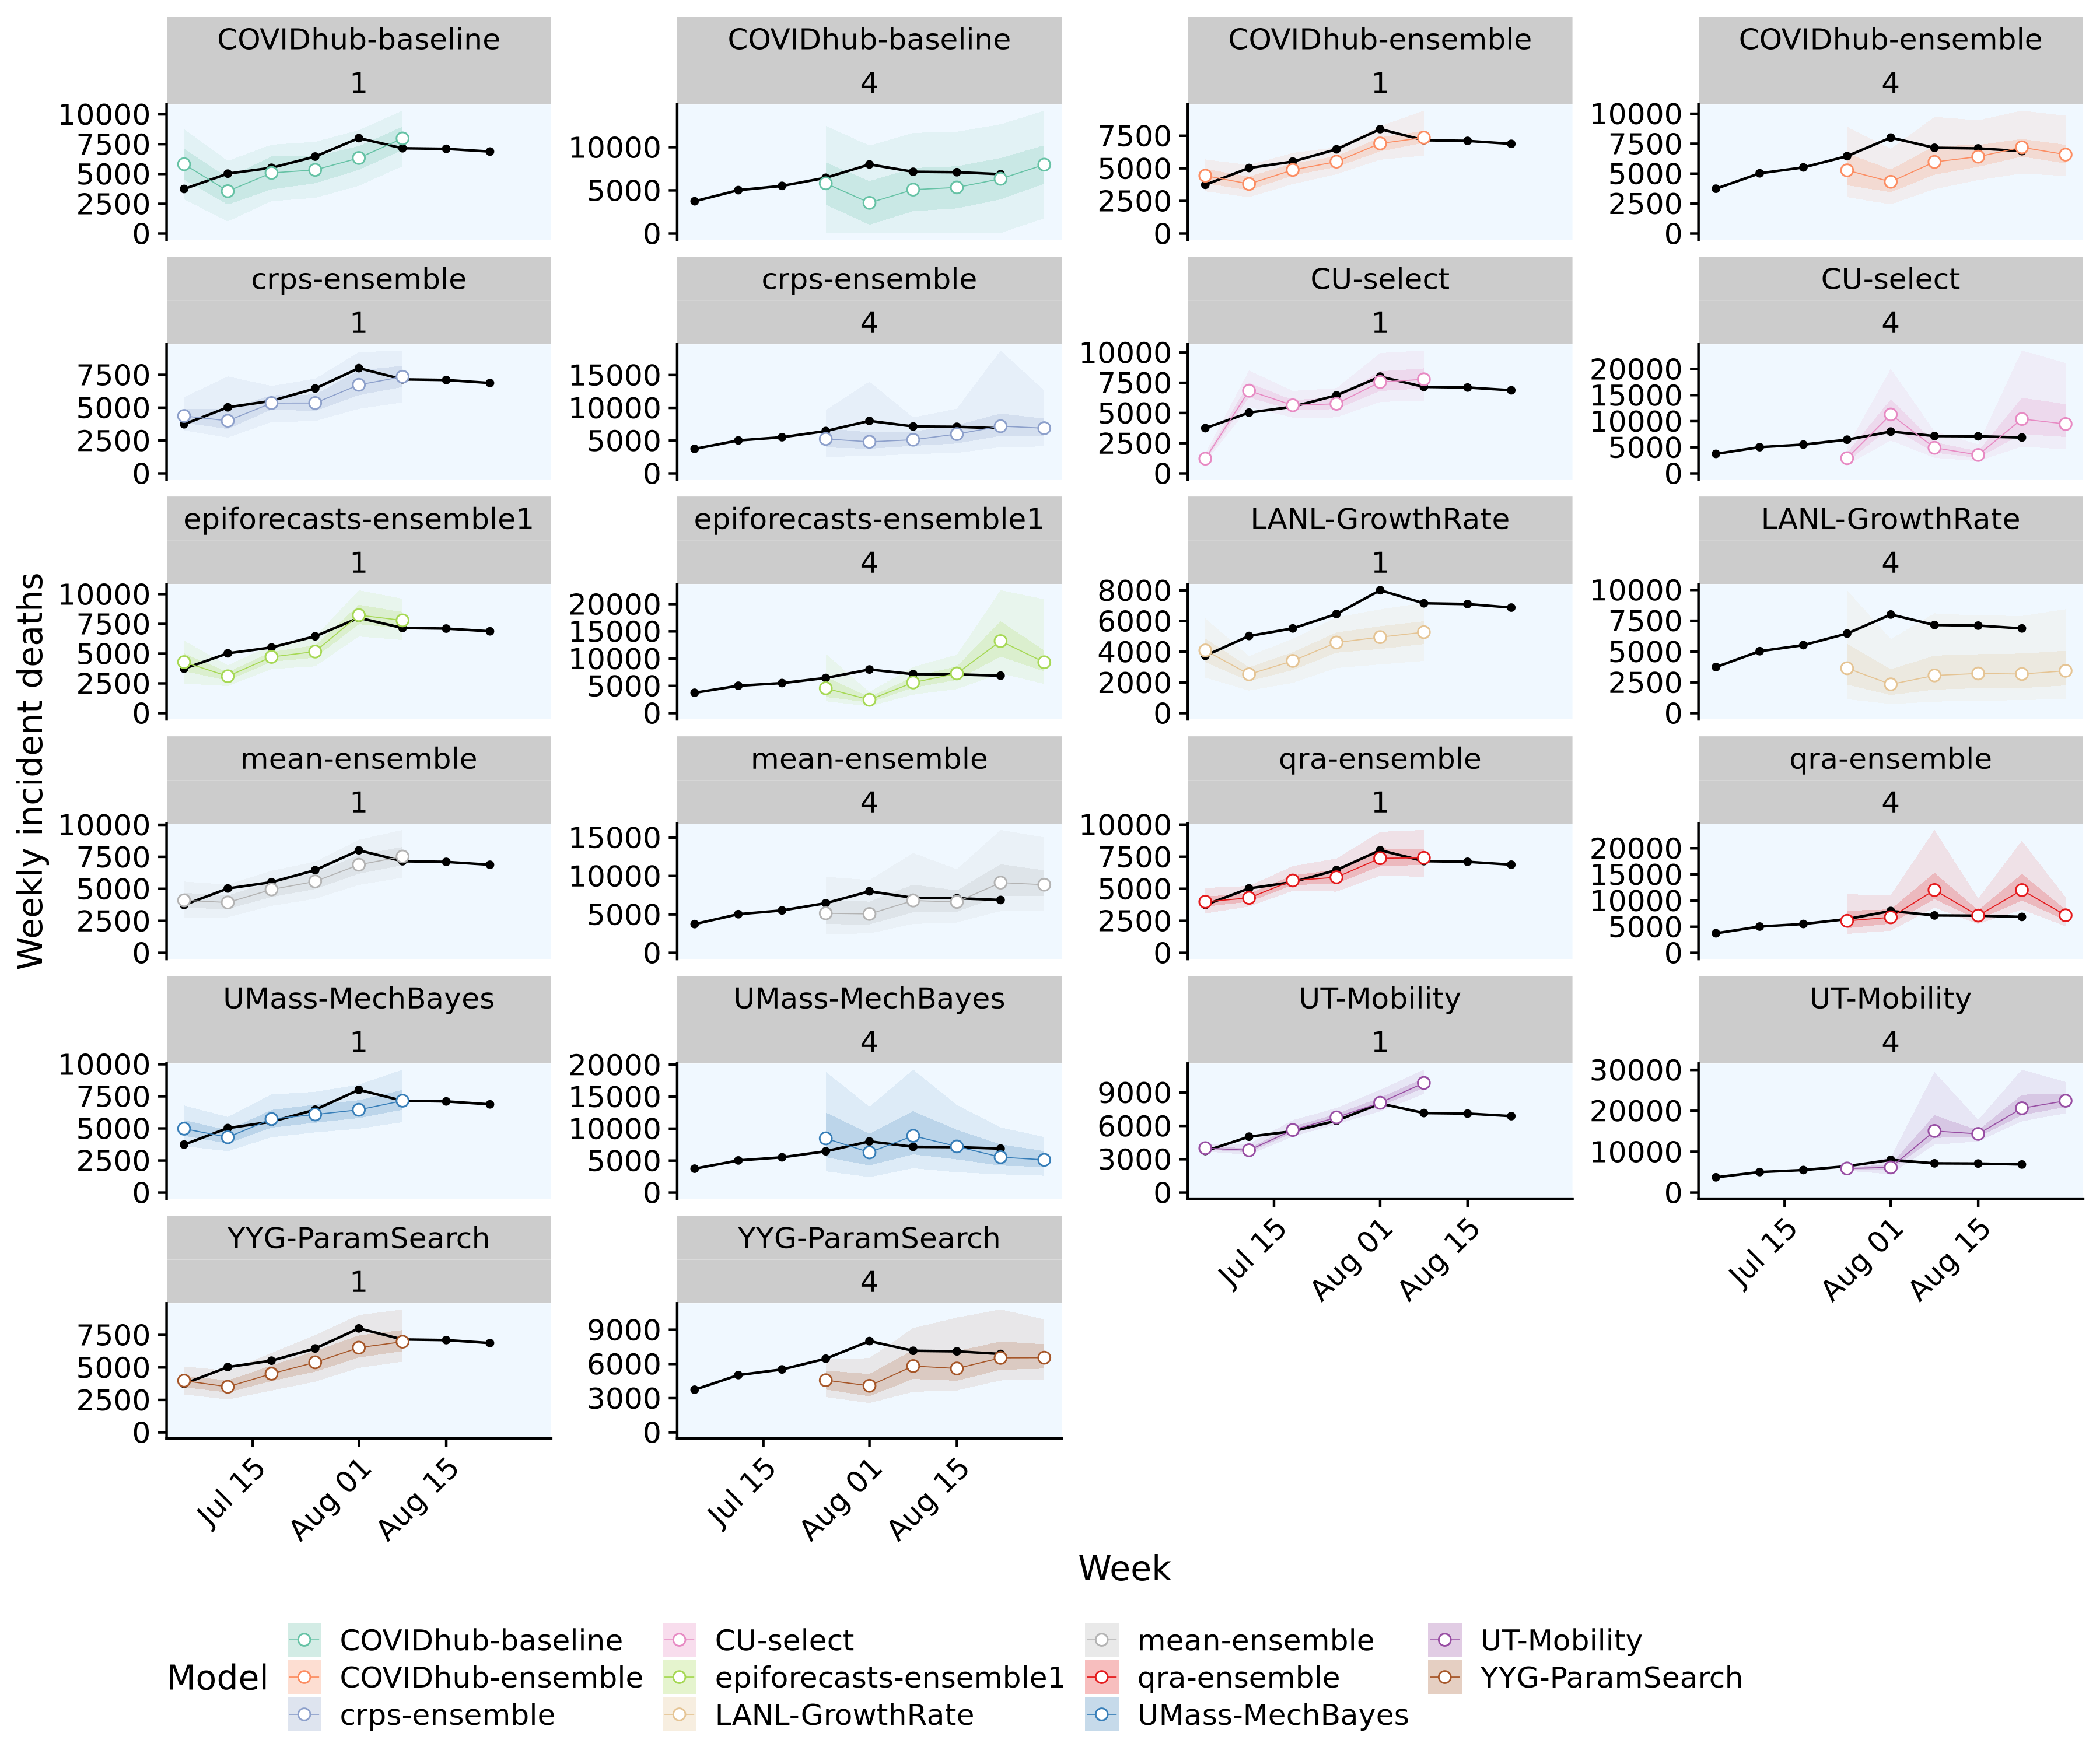 COVIDhub-baseline
1
10000
7500
5000
2500
0
COVIDhub-baseline
4
10000
5000
0
COVIDhub-ensemble
1
7500
5000
2500
0
COVIDhub-ensemble
4
10000
7500
5000
2500
0
crps-ensemble
1
7500
5000
2500
0
crps-ensemble
4
15000
10000
5000
0
CU-select
1
10000
7500
5000
2500
0
CU-select
4
20000
15000
10000
5000
0
epiforecasts-ensemble1
1
10000
7500
5000
2500
0
epiforecasts-ensemble1
4
20000
15000
10000
5000
0
LANL-GrowthRate
1
8000
6000
4000
2000
0
LANL-GrowthRate
4
10000
7500
5000
2500
0
Weekly incident deaths
mean-ensemble
1
10000
7500
5000
2500
0
mean-ensemble
4
15000
10000
5000
0
qra-ensemble
1
10000
7500
5000
2500
0
qra-ensemble
4
20000
15000
10000
5000
0
UMass-MechBayes
1
10000
7500
5000
2500
0
UMass-MechBayes
4
20000
15000
10000
5000
0
UT-Mobility
1
9000
6000
3000
0
Jul 15
Aug 01
Aug 15
UT-Mobility
4
30000
20000
10000
0
Jul 15
Aug 01
Aug 15
YYG-ParamSearch
1
7500
5000
2500
0
Jul 15
Aug 01
Aug 15
YYG-ParamSearch
4
9000
6000
3000
0
Jul 15
Aug 01
Aug 15
Week
Model
COVIDhub-baseline
COVIDhub-ensemble
crps-ensemble
CU-select
epiforecasts-ensemble1
LANL-GrowthRate
mean-ensemble
qra-ensemble
UMass-MechBayes
UT-Mobility
YYG-ParamSearch